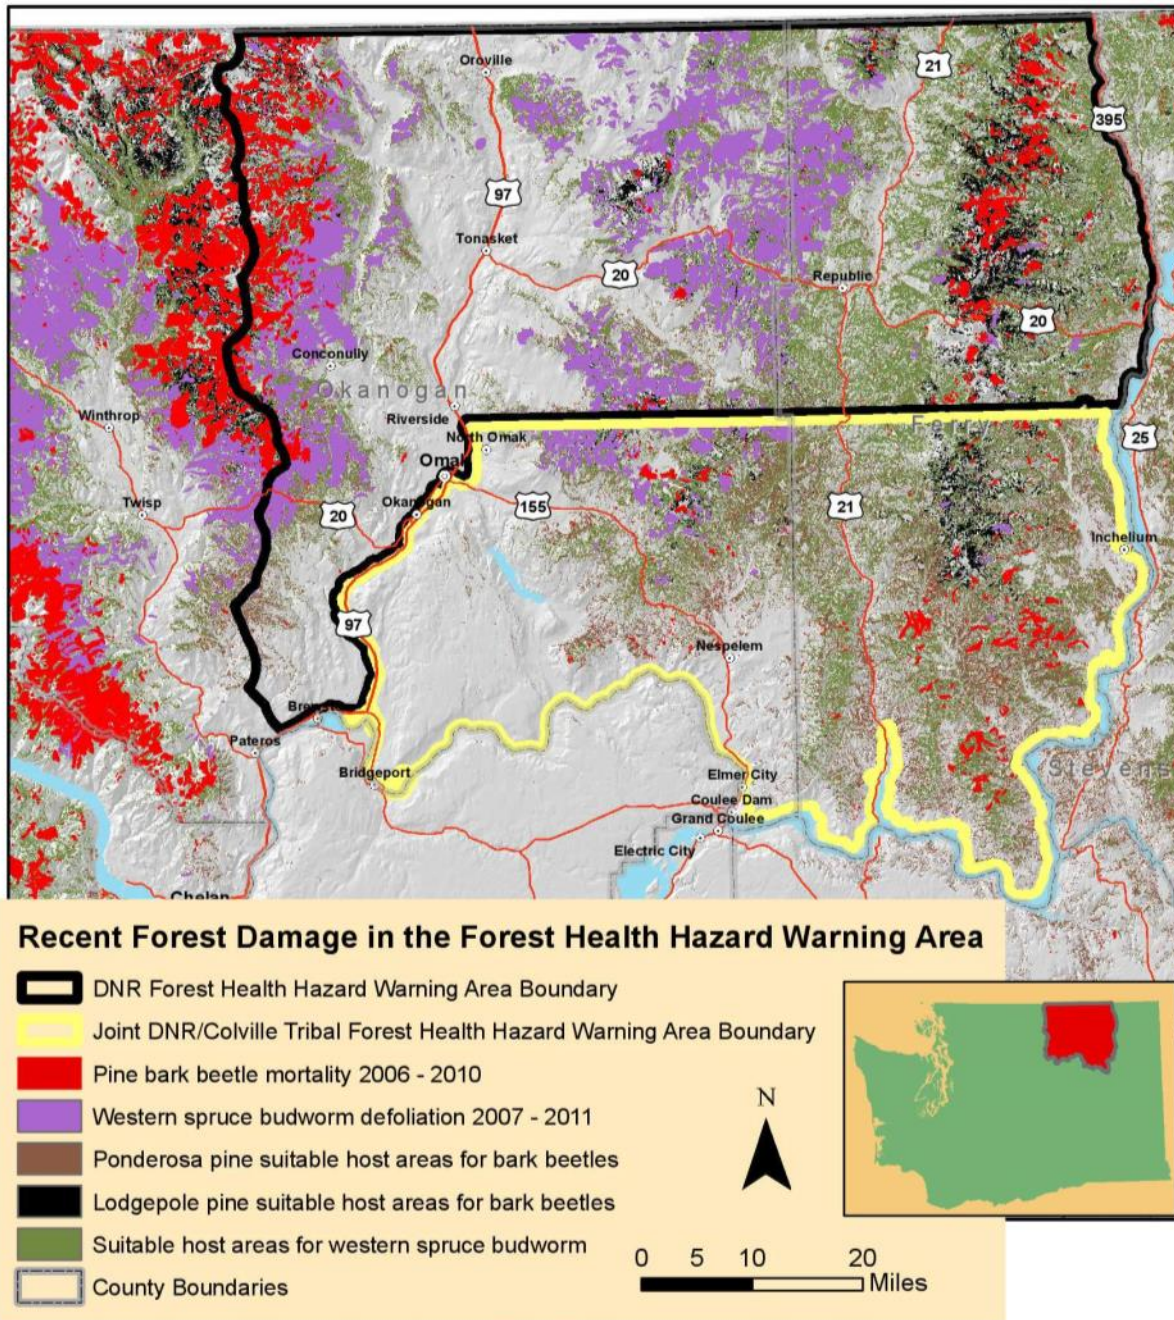 Oroville
21
395
97
Tonasket
20
Republic
20
Conconully
Okanogan
Winthrop
Riverside
North Omak
Ferry
25
Twisp
20
Okanogan
155
21
Inchelium
97
Nespelem
Pateros
Bridgeport
Elmer City
Coulee Dam
Grand Coulee
Electric City
Chelan
Recent Forest Damage in the Forest Health Hazard Warning Area
DNR Forest Health Hazard Warning Area Boundary
Joint DNR/Colville Tribal Forest Health Hazard Warning Area Boundary
Pine bark beetle mortality 2006 - 2010
Western spruce budworm defoliation 2007 - 2011
Ponderosa pine suitable host areas for bark beetles
Lodgepole pine suitable host areas for bark beetles
Suitable host areas for western spruce budworm
County Boundaries
N
0 5 10 20
Miles